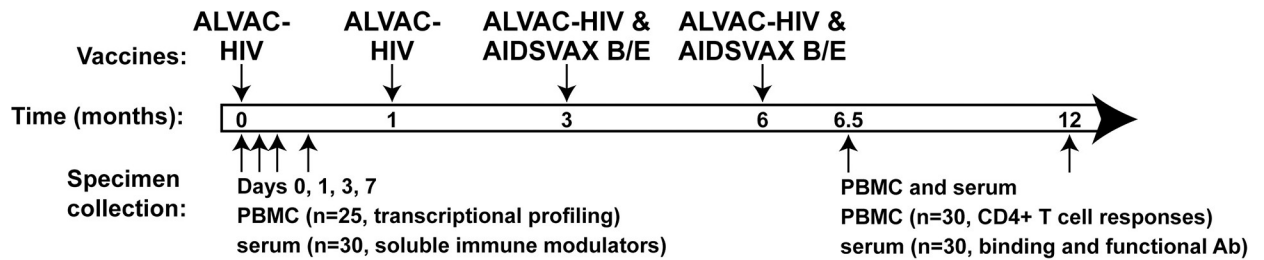 ALVAC-
HIV
ALVAC-
HIV
ALVAC-HIV &
AIDSVAX B/E
ALVAC-HIV &
AIDSVAX B/E
Vaccines:
Time (months):
0
1
3
6
6.5
12
Specimen
collection:
Days 0, 1, 3, 7
PBMC (n=25, transcriptional profiling)
serum (n=30, soluble immune modulators)
PBMC and serum
PBMC (n=30, CD4+ T cell responses)
serum (n=30, binding and functional Ab)